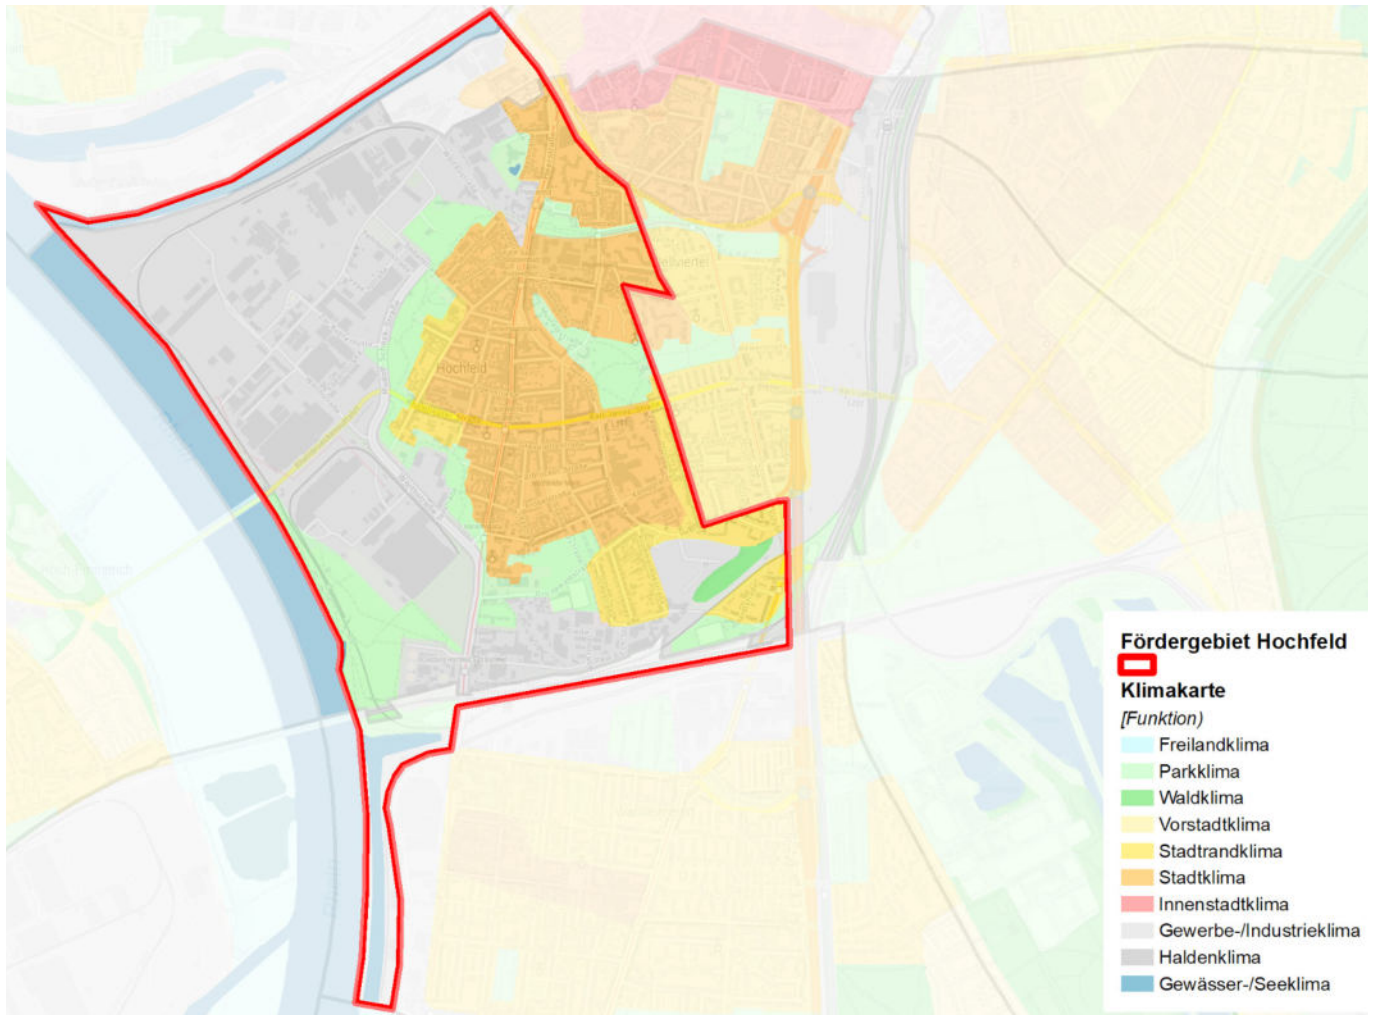 Hochfeld
Fördergebiet Hochfeld
Klimakarte
[Funktion)
Freilandklima
Parkklima
Waldklima
Vorstadtklima
Stadtrandklima
Stadtklima
Innenstadtklima
Gewerbe-/Industrieklima
Haldenklima
Gewässer-/Seeklima